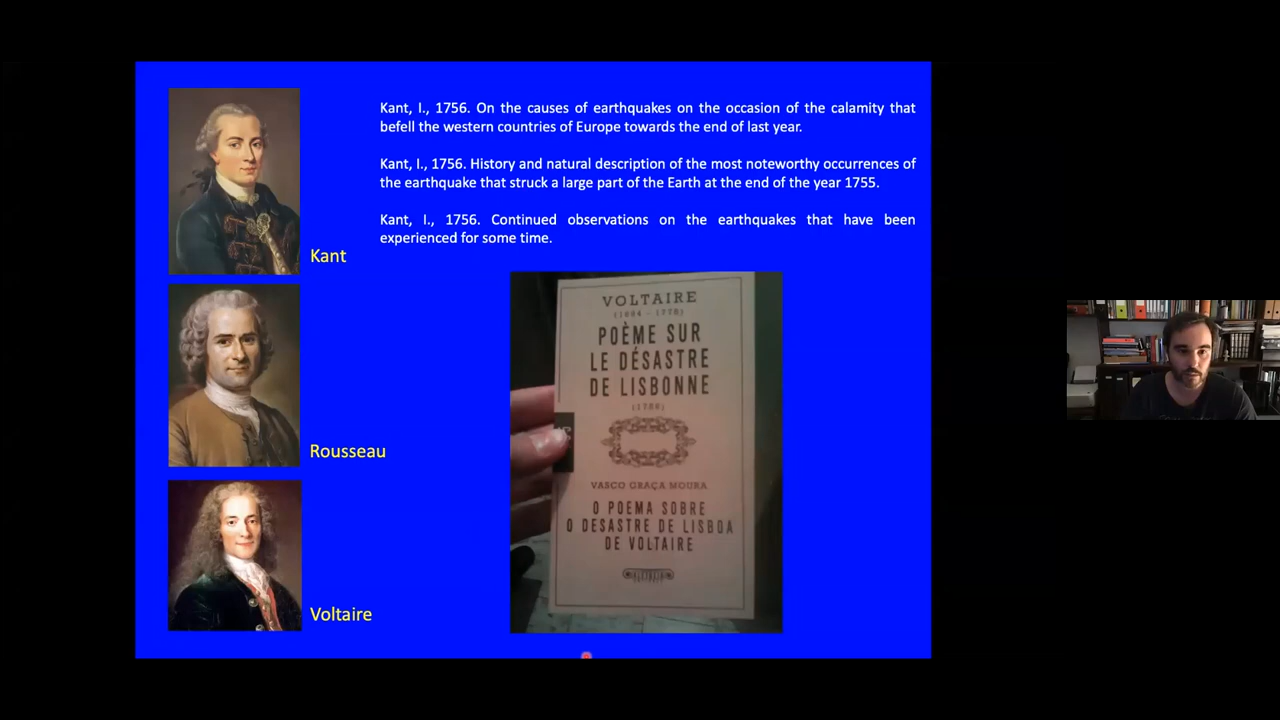 Kant, I., 1756. On the causes of earthquakes on the occasion of the calamity that
befell the western countries of Europe towards the end of last year.
Kant, I., 1756. History and natural description of the most noteworthy occurrences of
the earthquake that struck a large part of the Earth at the end of the year 1755.
Kant, I., 1756. Continued observations on the earthquakes that have been
experienced for some time.
Kant
Rousseau
Voltaire
VOLTAIRE
(1694 - 1778)
POÈME SUR
LE DÉSASTRE
DE LISBONNE
VASCO GRAÇA MOURA
O POEMA SOBRE
O DESASTRE DE LISBOA
DE VOLTAIRE